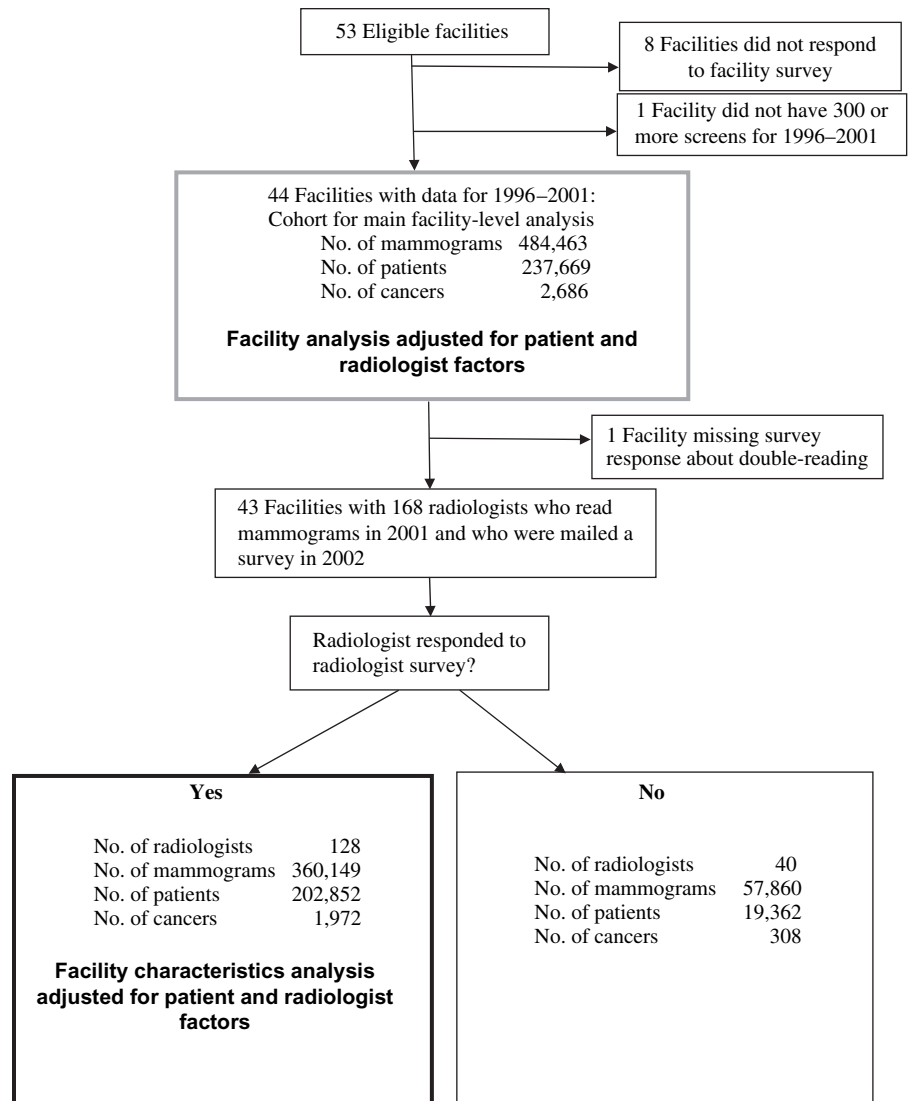 53 Eligible facilities
8 Facilities did not respond
to facility survey
1 Facility did not have 300 or
more screens for 1996–2001
44 Facilities with data for 1996–2001:
Cohort for main facility-level analysis
No. of mammograms 484,463
No. of patients 237,669
No. of cancers 2,686
Facility analysis adjusted for patient and
radiologist factors
1 Facility missing survey
response about double-reading
43 Facilities with 168 radiologists who read
mammograms in 2001 and who were mailed a
survey in 2002
Radiologist responded to
radiologist survey?
Yes
No. of radiologists 128
No. of mammograms 360,149
No. of patients 202,852
No. of cancers 1,972
Facility characteristics analysis
adjusted for patient and radiologist
factors
No
No. of radiologists 40
No. of mammograms 57,860
No. of patients 19,362
No. of cancers 308